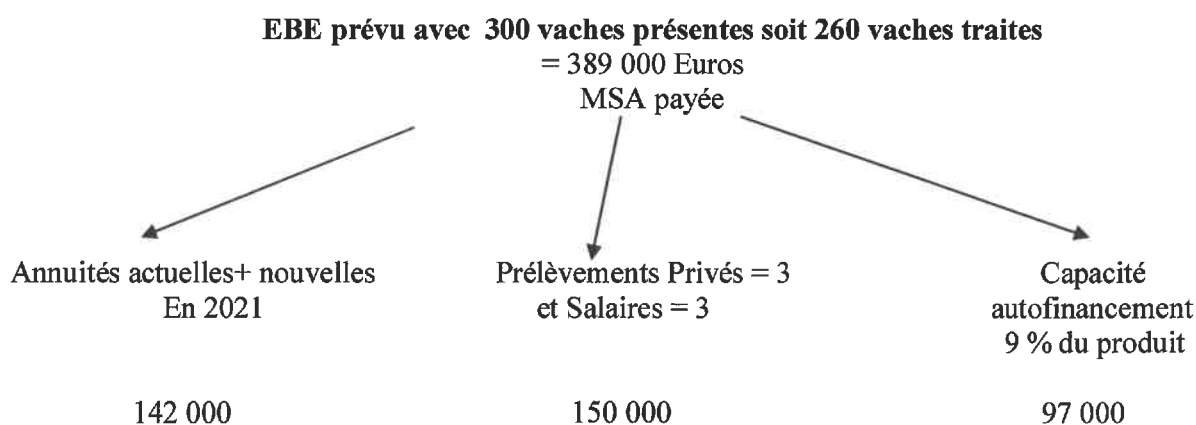 EBE prévu avec 300 vaches présentes soit 260 vaches traites
= 389 000 Euros
MSA payée
Annuités actuelles+ nouvelles
En 2021
142 000
Prélèvements Privés = 3
et Salaires = 3
150 000
Capacité
autofinancement
9 % du produit
97 000